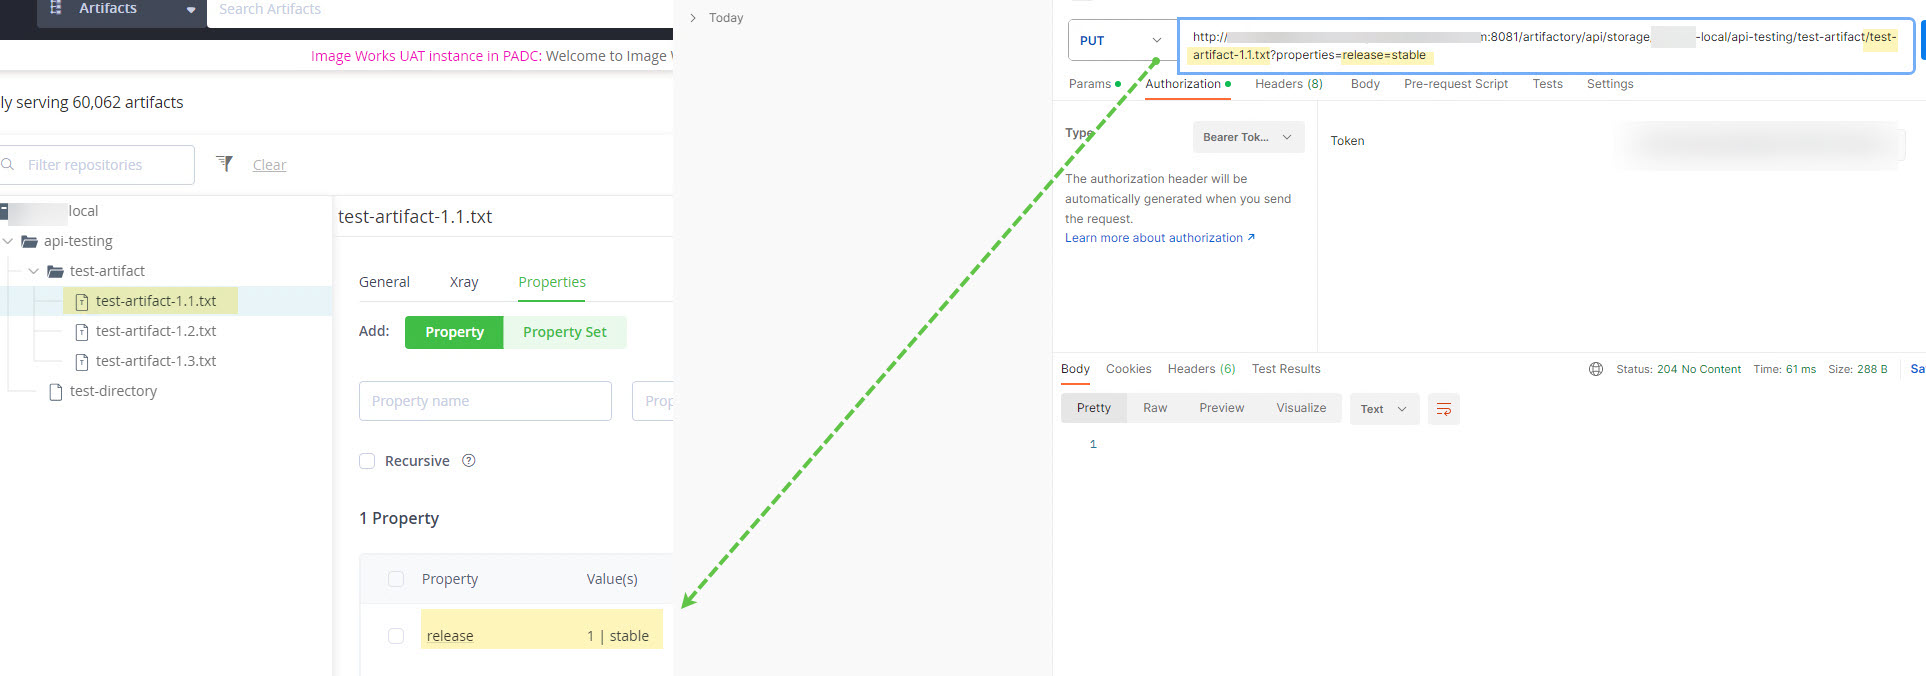 Artifacts
Search Artifacts
Image Works UAT instance in PADC: Welcome to Image W
ly serving 60,062 artifacts
Filter repositories
Clear
local
api-testing
test-artifact
test-artifact-1.1.txt
test-artifact-1.2.txt
test-artifact-1.3.txt
test-directory
test-artifact-1.1.txt
General Xray Properties
Add: Property Property Set
Property name Prop
Recursive ?
1 Property
Property Value(s)
release 1 | stable
Today
PUT
http:// m:8081/artifactory/api/storage/ -local/api-testing/test-artifact/test-
artifact-1.1.txt?properties=release=stable
Params Authorization Headers (8) Body Pre-request Script Tests Settings
Type Bearer Tok...
The authorization header will be
automatically generated when you send
the request.
Learn more about authorization ↗
Token
Body Cookies Headers (6) Test Results
Status: 204 No Content Time: 61 ms Size: 288 B Sa
Pretty Raw Preview Visualize Text
1